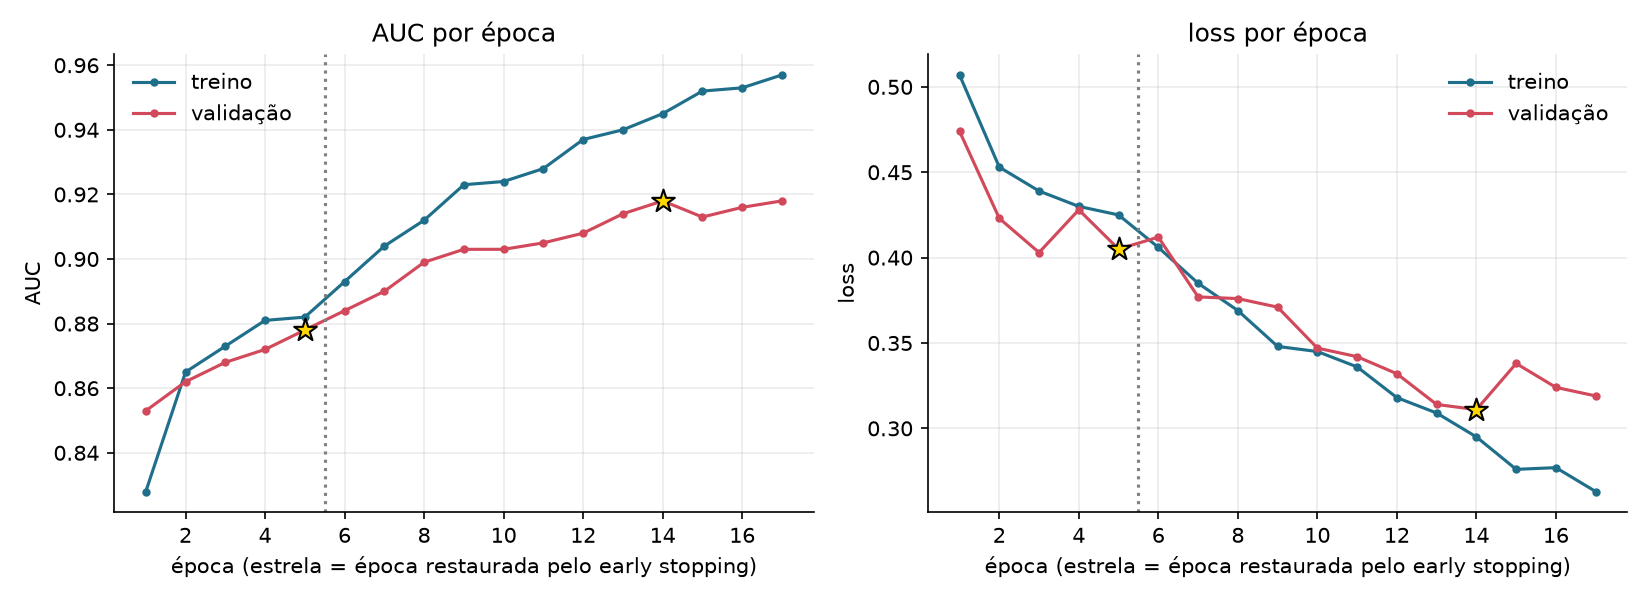 AUC por época
treino
validação
0.96
0.94
0.92
0.90
0.88
0.86
0.84
AUC
2 4 6 8 10 12 14 16
época (estrela = época restaurada pelo early stopping)
loss por época
treino
validação
0.50
0.45
0.40
0.35
0.30
loss
2 4 6 8 10 12 14 16
época (estrela = época restaurada pelo early stopping)